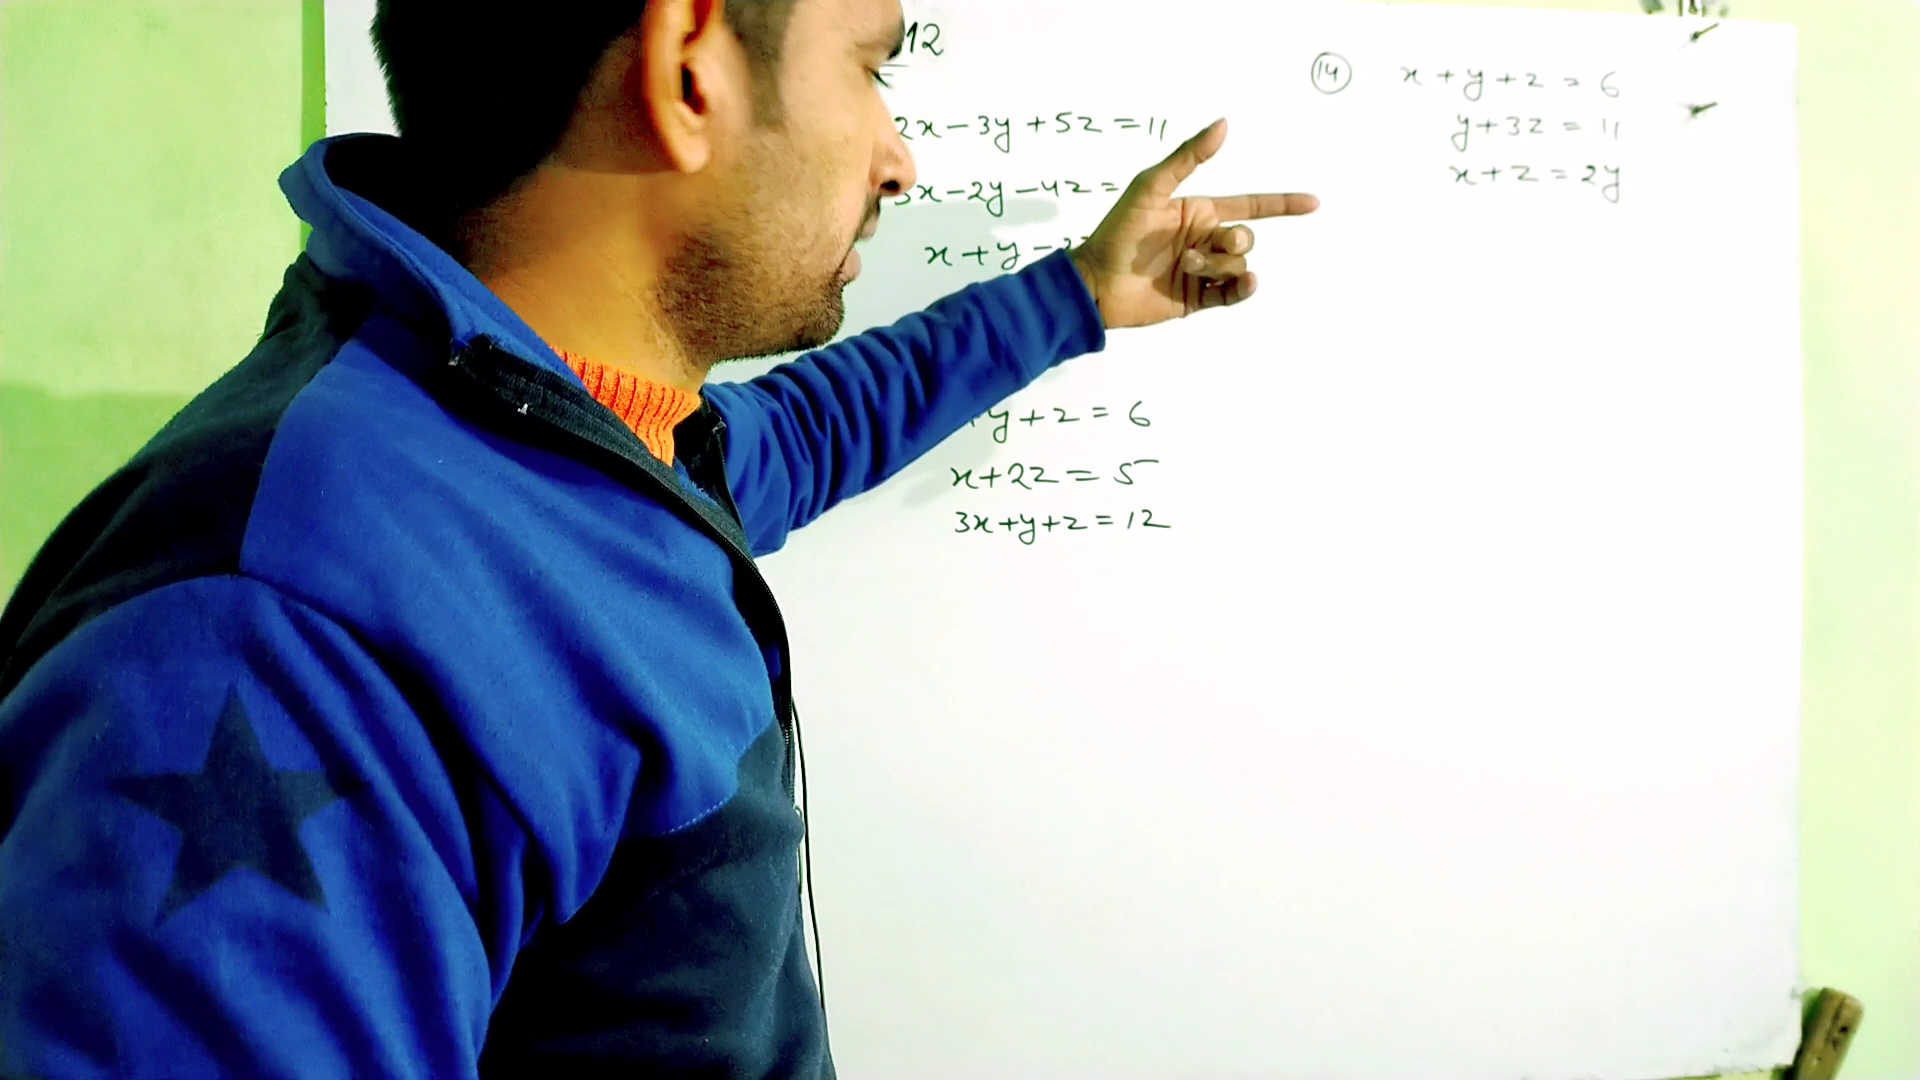 12
2x-3y+5z=11
3x-2y-4z=
x+y-
+y+z=6
x+2z=5
3x+y+z=12
(14) x+y+z=6
y+3z=11
x+z=2y